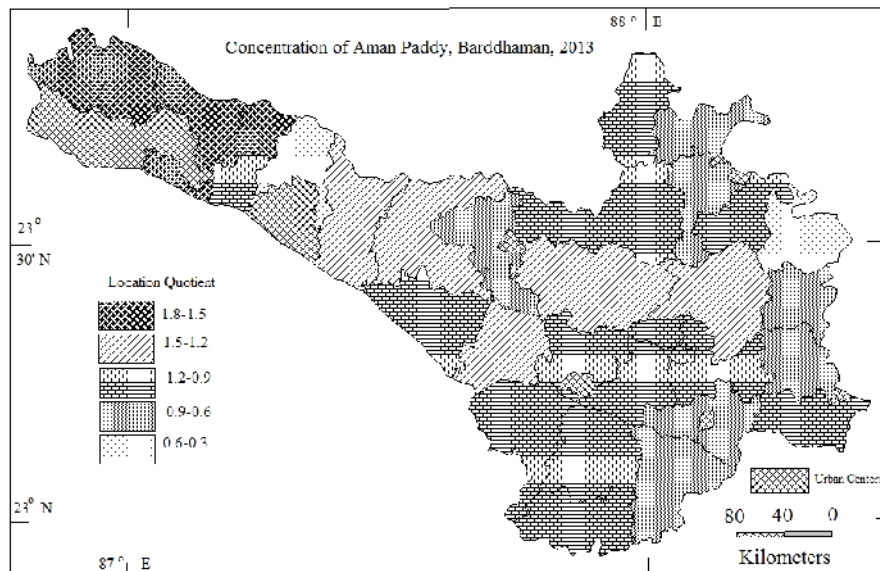 88° E
Concentration of Aman Paddy, Barddhaman, 2013
23°
30' N
Location Quotient
1.8-1.5
1.5-1.2
1.2-0.9
0.9-0.6
0.6-0.3
Urban Centers
23° N
80 40 0
Kilometers
87° E